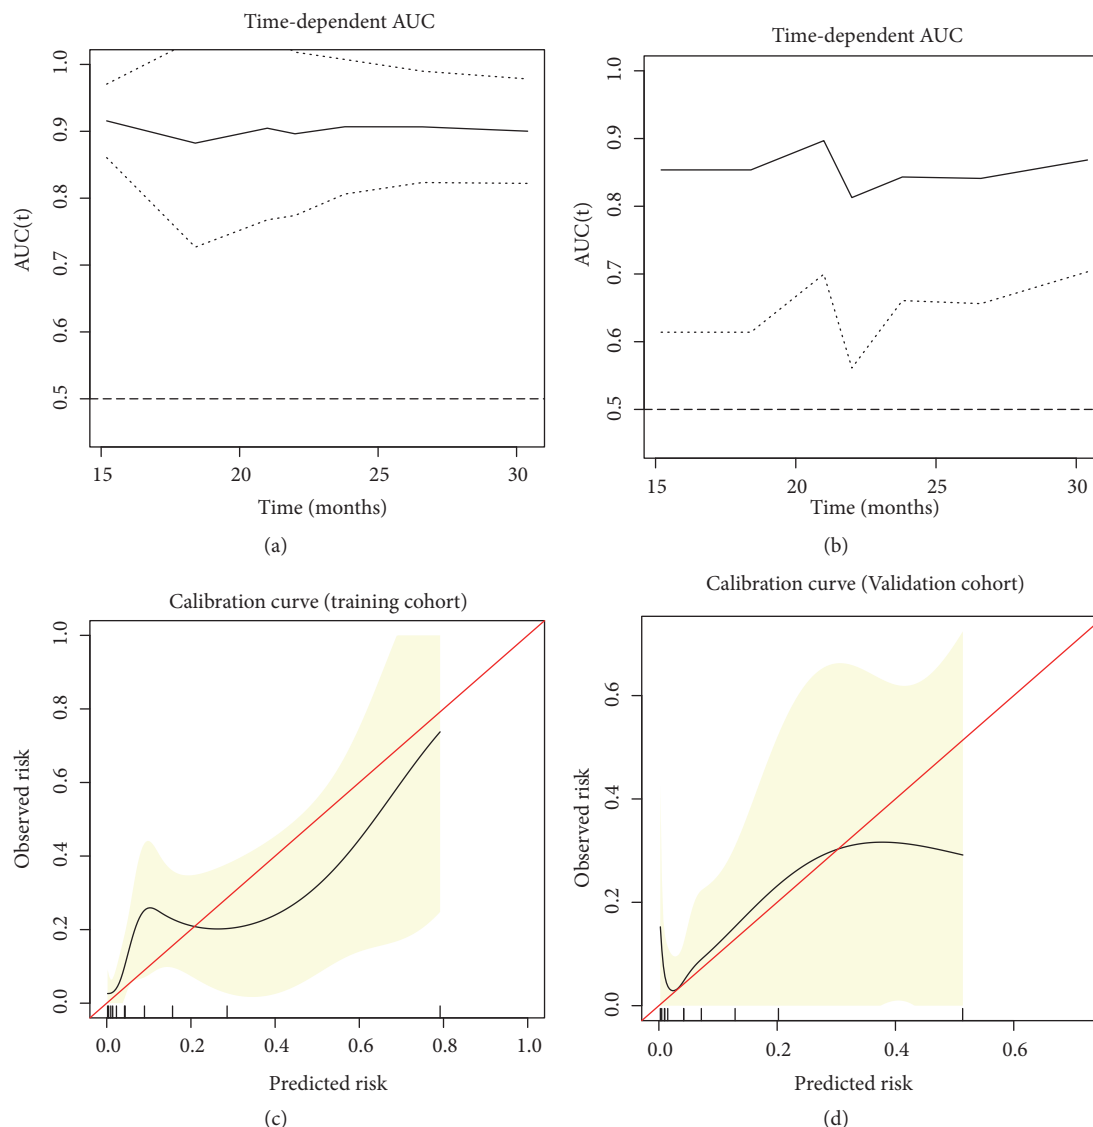 Time-dependent AUC
1.0
0.9
0.8
0.7
0.6
0.5
AUC(t)
15 20 25 30
Time (months)
(a)
Time-dependent AUC
1.0
0.9
0.8
0.7
0.6
0.5
AUC(t)
15 20 25 30
Time (months)
(b)
Calibration curve (training cohort)
1.0
0.8
0.6
0.4
0.2
0.0
Observed risk
0.0 0.2 0.4 0.6 0.8 1.0
Predicted risk
(c)
Calibration curve (Validation cohort)
0.6
0.4
0.2
0.0
Observed risk
0.0 0.2 0.4 0.6
Predicted risk
(d)